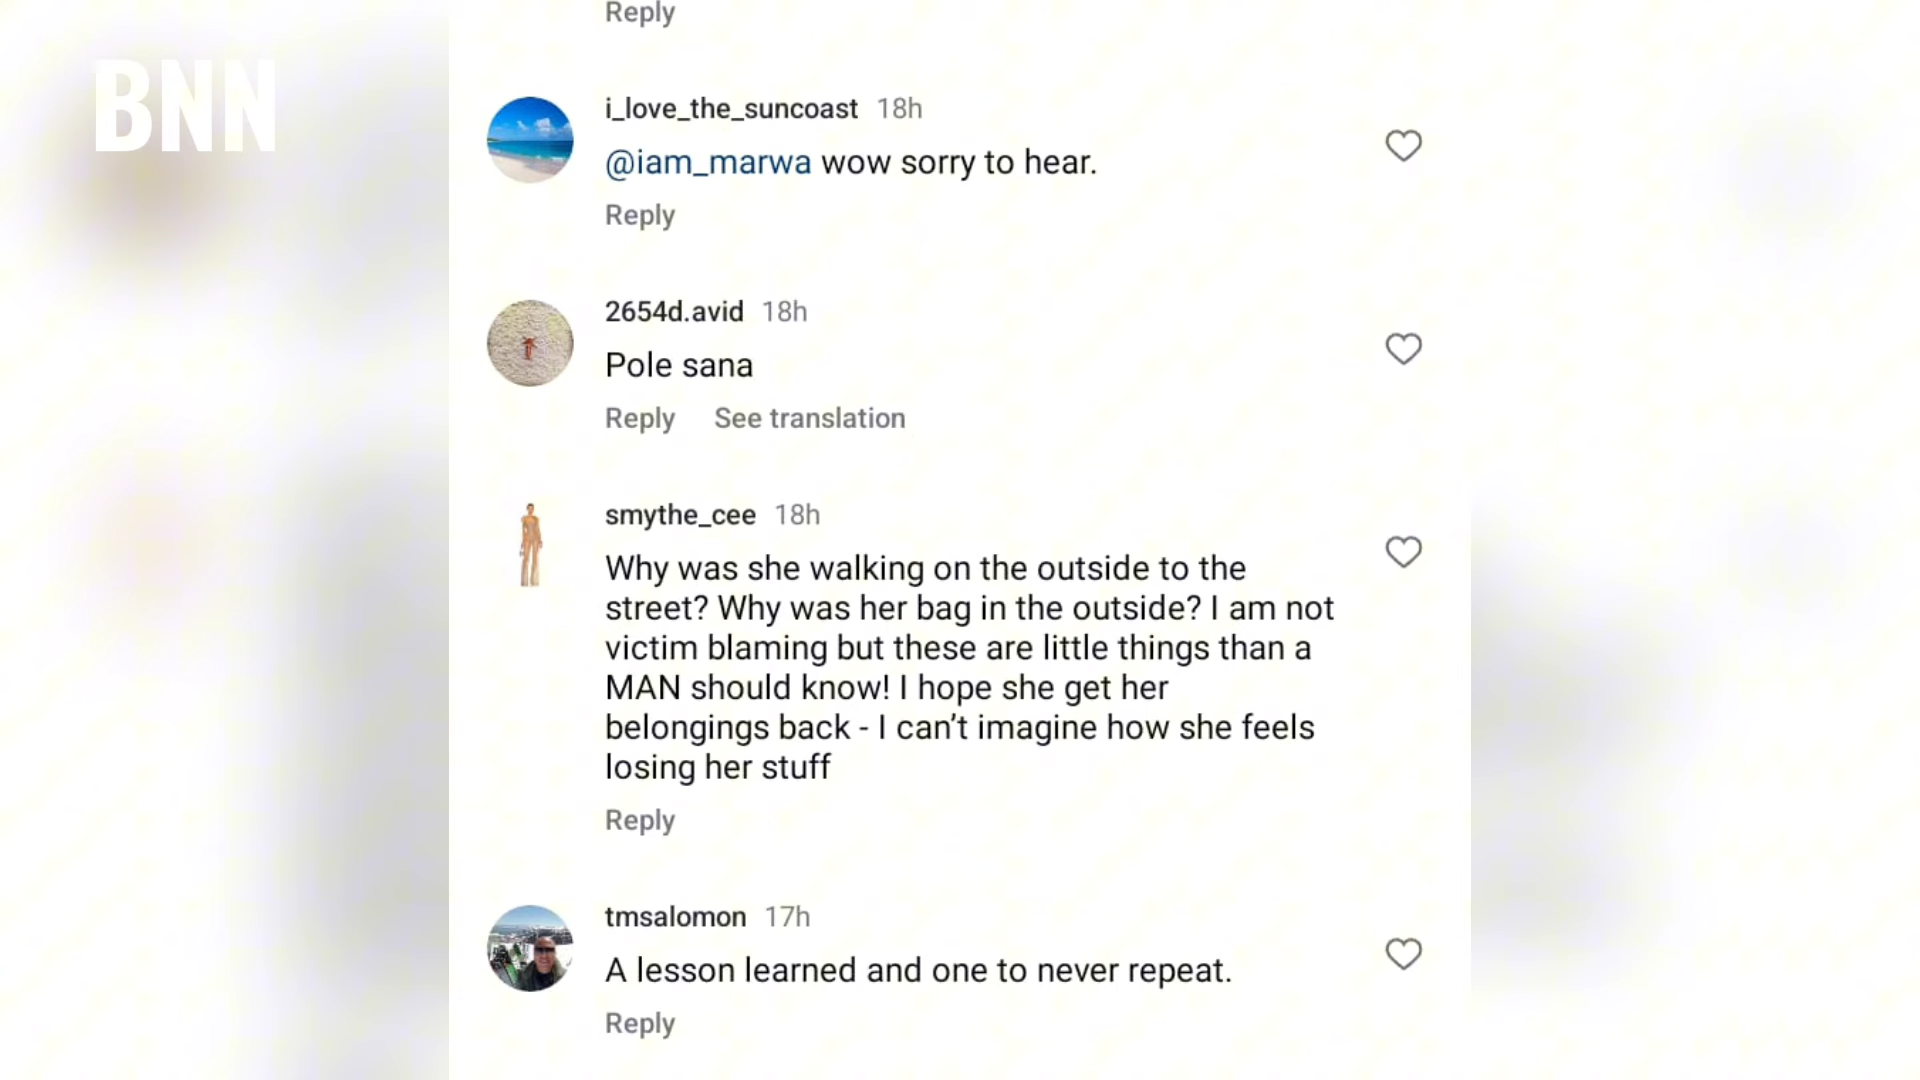 Reply
BNN
i_love_the_suncoast 18h
@iam_marwa wow sorry to hear.
Reply
2654d.avid 18h
Pole sana
Reply See translation
smythe_cee 18h
Why was she walking on the outside to the
street? Why was her bag in the outside? I am not
victim blaming but these are little things than a
MAN should know! I hope she get her
belongings back - I can’t imagine how she feels
losing her stuff
Reply
tmsalomon 17h
A lesson learned and one to never repeat.
Reply